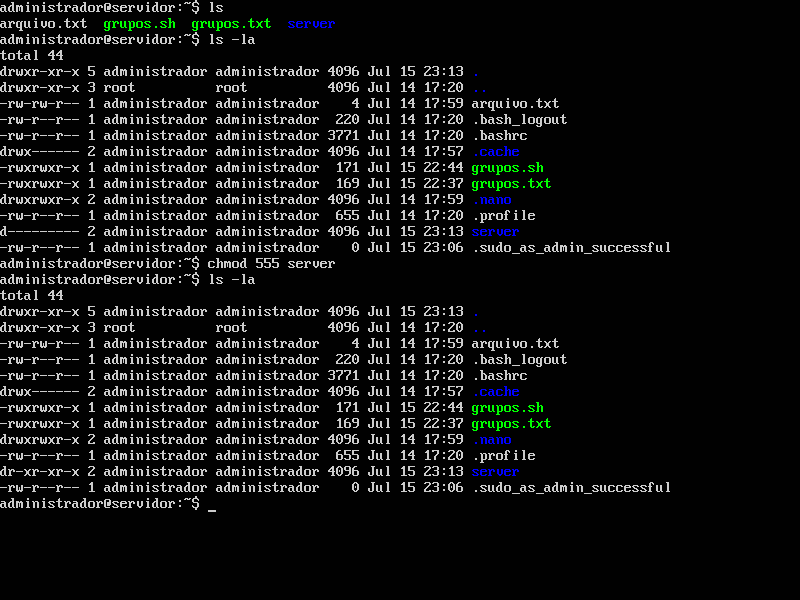 administrador@servidor:~$ ls
arquivo.txt  grupos.sh  grupos.txt  server
administrador@servidor:~$ ls -la
total 44
drwxr-xr-x 5 administrador administrador 4096 Jul 15 23:13 .
drwxr-xr-x 3 root          root          4096 Jul 14 17:20 ..
-rw-rw-r-- 1 administrador administrador    4 Jul 14 17:59 arquivo.txt
-rw-r--r-- 1 administrador administrador  220 Jul 14 17:20 .bash_logout
-rw-r--r-- 1 administrador administrador 3771 Jul 14 17:20 .bashrc
drwx------ 2 administrador administrador 4096 Jul 14 17:57 .cache
-rwxrwxr-x 1 administrador administrador  171 Jul 15 22:44 grupos.sh
-rwxrwxr-x 1 administrador administrador  169 Jul 15 22:37 grupos.txt
drwxrwxr-x 2 administrador administrador 4096 Jul 14 17:59 .nano
-rw-r--r-- 1 administrador administrador  655 Jul 14 17:20 .profile
d--------- 2 administrador administrador 4096 Jul 15 23:13 server
-rw-r--r-- 1 administrador administrador    0 Jul 15 23:06 .sudo_as_admin_successful
administrador@servidor:~$ chmod 555 server
administrador@servidor:~$ ls -la
total 44
drwxr-xr-x 5 administrador administrador 4096 Jul 15 23:13 .
drwxr-xr-x 3 root          root          4096 Jul 14 17:20 ..
-rw-rw-r-- 1 administrador administrador    4 Jul 14 17:59 arquivo.txt
-rw-r--r-- 1 administrador administrador  220 Jul 14 17:20 .bash_logout
-rw-r--r-- 1 administrador administrador 3771 Jul 14 17:20 .bashrc
drwx------ 2 administrador administrador 4096 Jul 14 17:57 .cache
-rwxrwxr-x 1 administrador administrador  171 Jul 15 22:44 grupos.sh
-rwxrwxr-x 1 administrador administrador  169 Jul 15 22:37 grupos.txt
drwxrwxr-x 2 administrador administrador 4096 Jul 14 17:59 .nano
-rw-r--r-- 1 administrador administrador  655 Jul 14 17:20 .profile
dr-xr-xr-x 2 administrador administrador 4096 Jul 15 23:13 server
-rw-r--r-- 1 administrador administrador    0 Jul 15 23:06 .sudo_as_admin_successful
administrador@servidor:~$ _